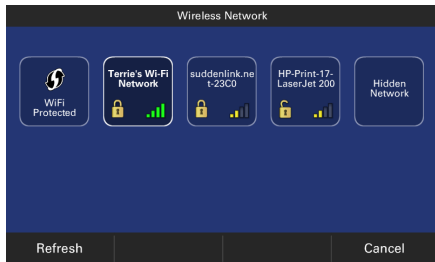 Wireless Network
WiFi
Protected
Terrie's Wi-Fi
Network
suddenlink.ne
t-23C0
HP-Print-17-
LaserJet 200
Hidden
Network
Refresh
Cancel